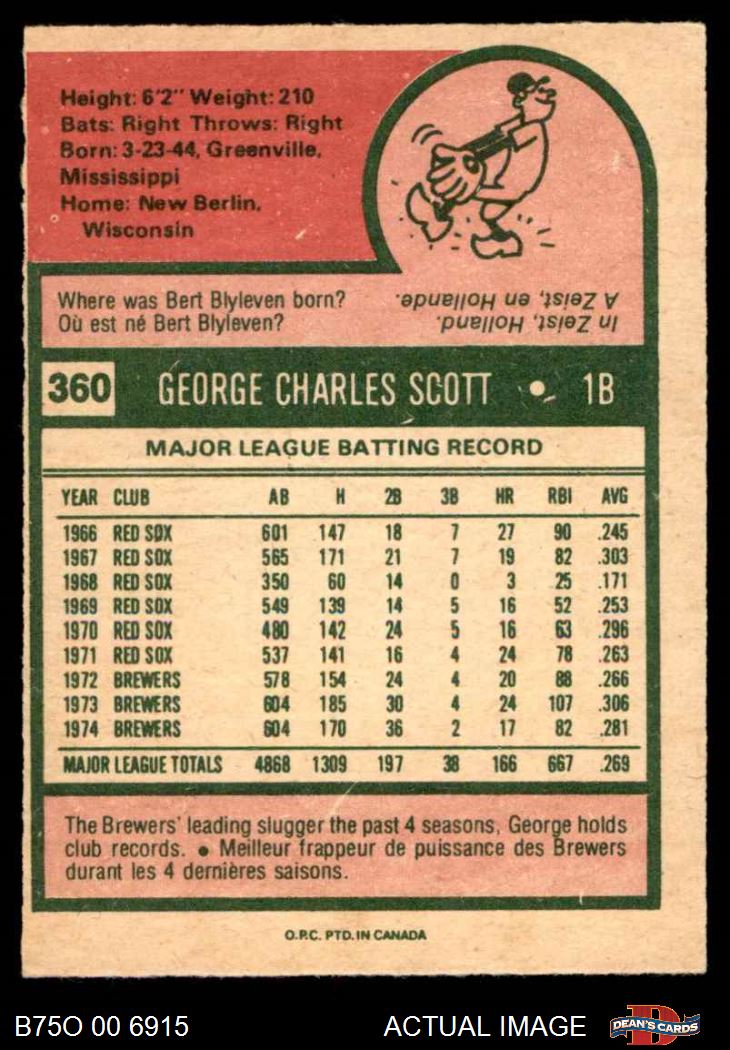 Height: 6'2" Weight: 210
Bats: Right Throws: Right
Born: 3-23-44, Greenville,
Mississippi
Home: New Berlin,
Wisconsin
Where was Bert Blyleven born?
Où est né Bert Blyleven?
In Zeist, Holland.
A Zeist, en Hollande.
360 GEORGE CHARLES SCOTT • 1B
MAJOR LEAGUE BATTING RECORD
YEAR CLUB AB H 2B 3B HR RBI AVG
1966 RED SOX 601 147 18 7 27 90 .245
1967 RED SOX 565 171 21 7 19 82 .303
1968 RED SOX 350 60 14 0 3 25 .171
1969 RED SOX 549 139 14 5 16 52 .253
1970 RED SOX 480 142 24 5 16 63 .296
1971 RED SOX 537 141 16 4 24 78 .263
1972 BREWERS 578 154 24 4 20 88 .266
1973 BREWERS 604 185 30 4 24 107 .306
1974 BREWERS 604 170 36 2 17 82 .281
MAJOR LEAGUE TOTALS 4868 1309 197 38 166 667 .269
The Brewers' leading slugger the past 4 seasons, George holds
club records. • Meilleur frappeur de puissance des Brewers
durant les 4 dernières saisons.
O.P.C. PTD. IN CANADA
B75O 00 6915 ACTUAL IMAGE DEAN'S CARDS